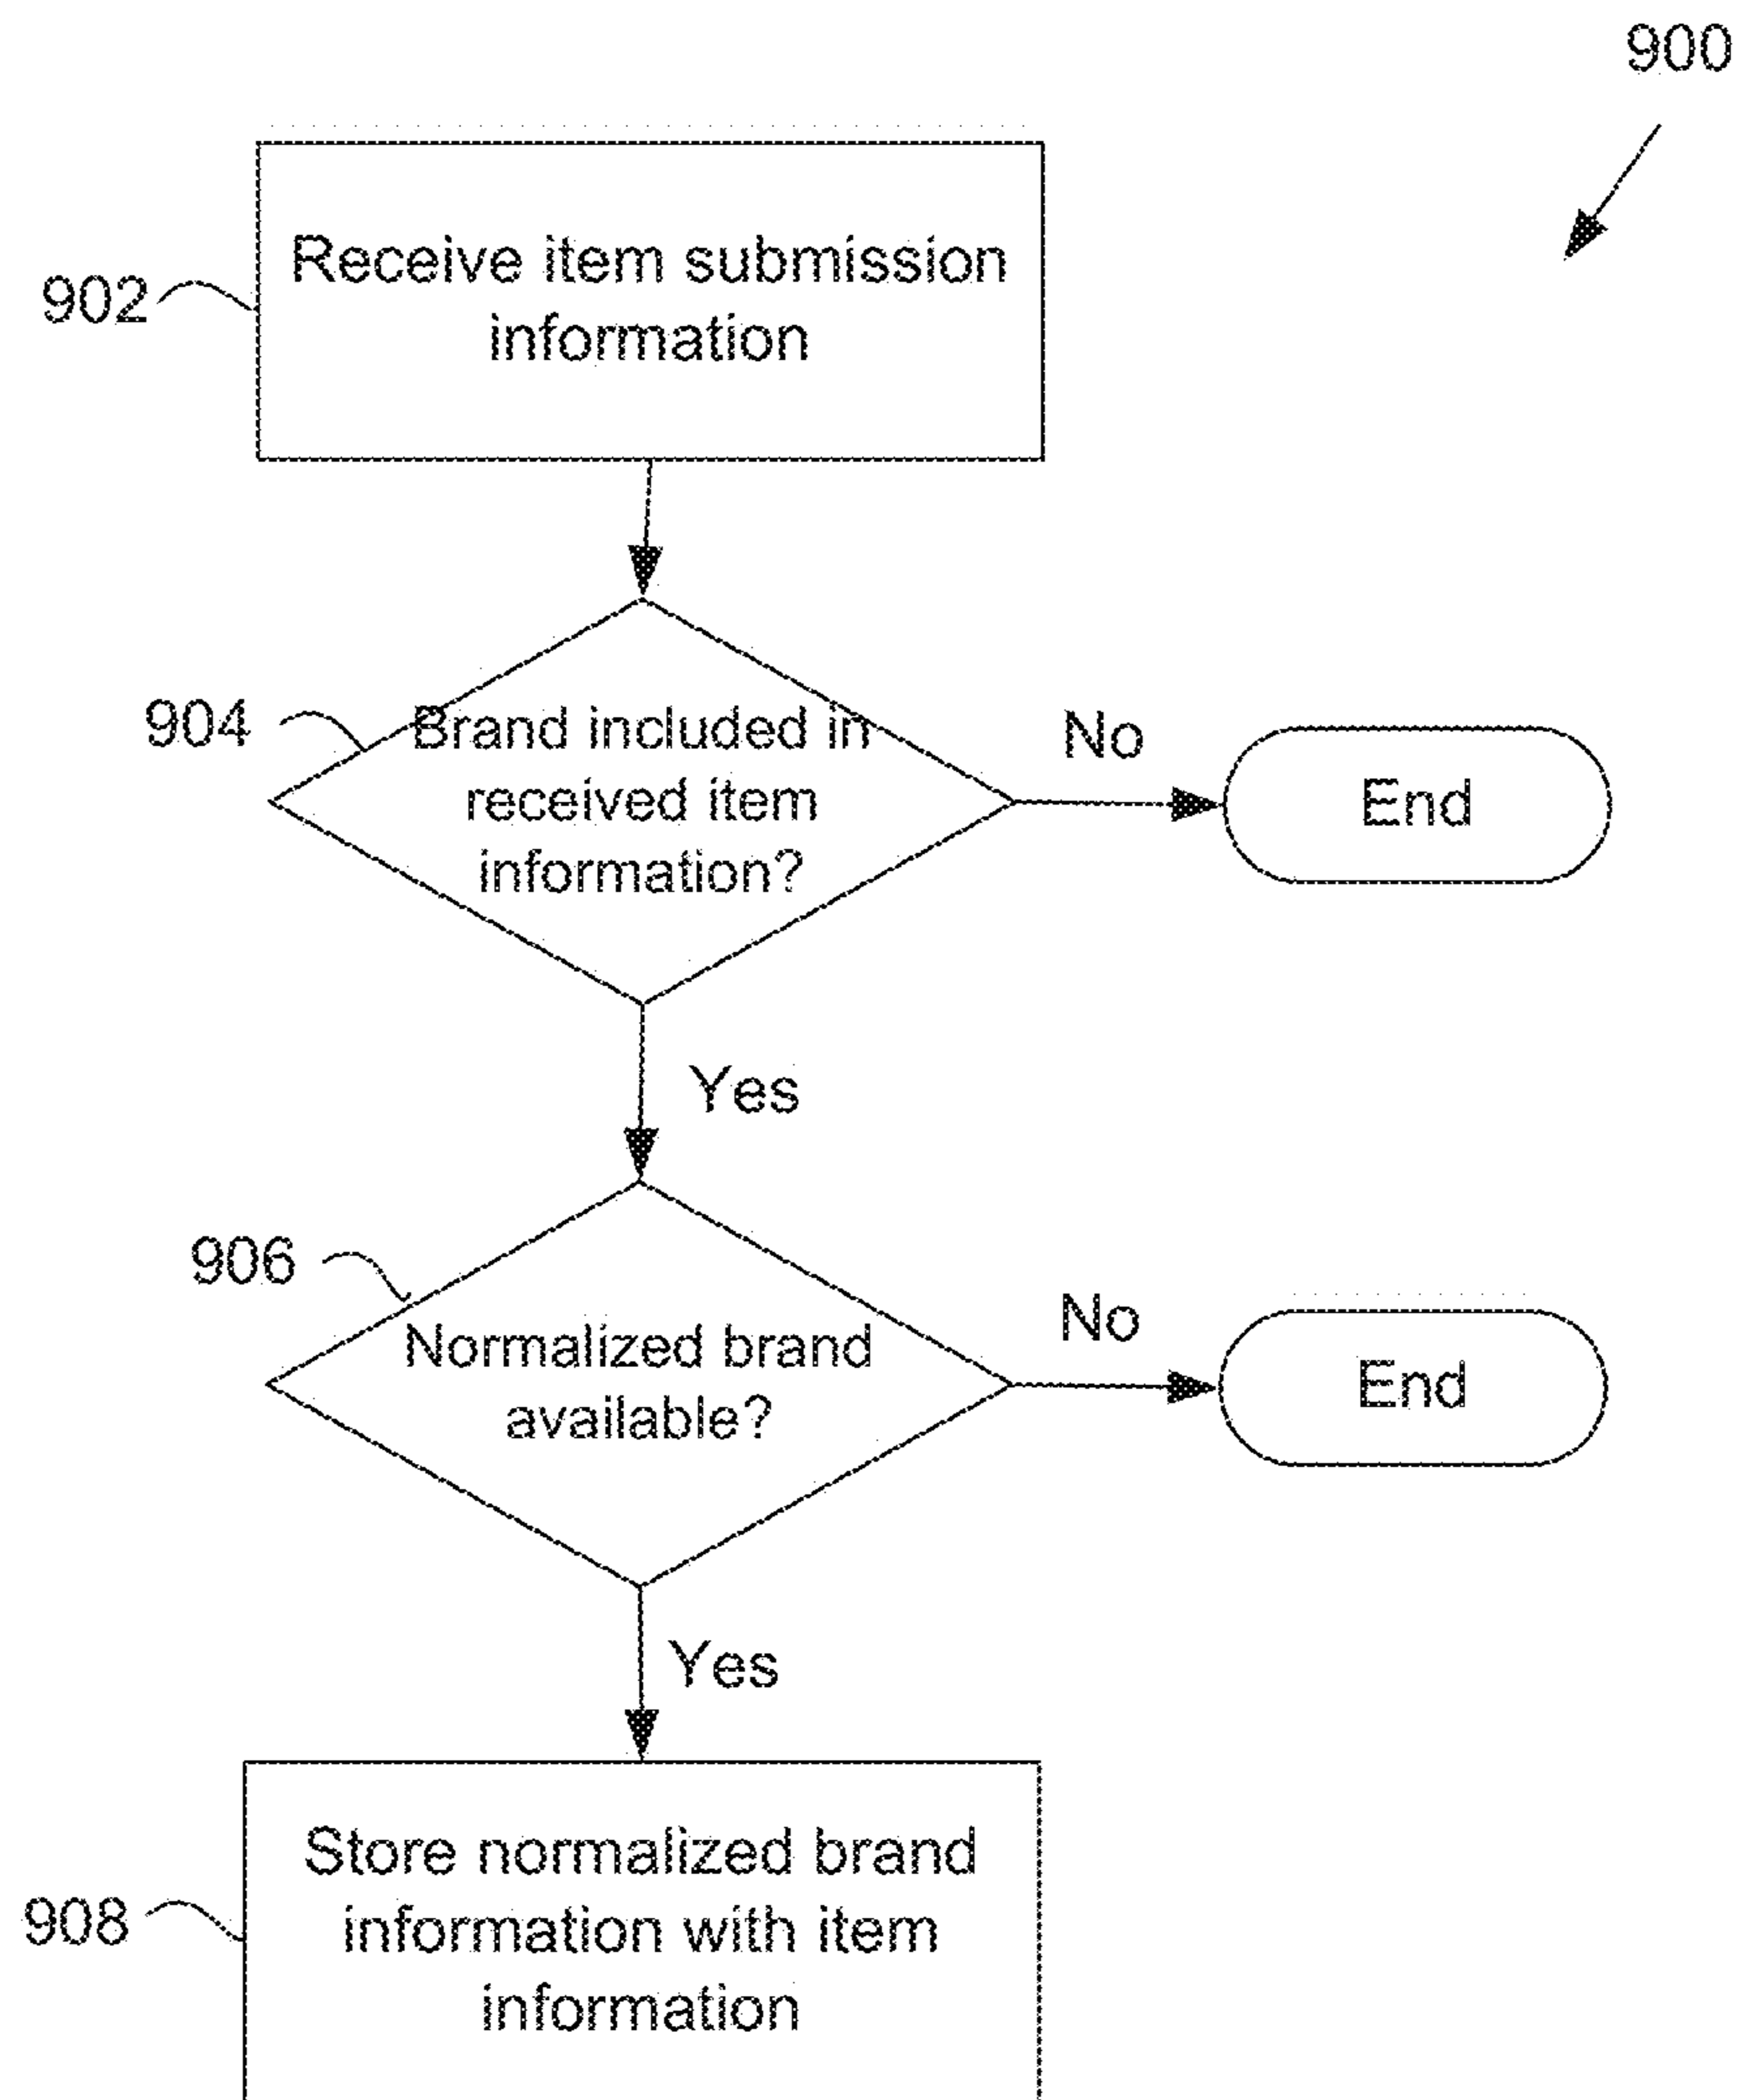 900
Receive item submission
information
902
904
Brand included in
received item
information?
No
End
Yes
906
Normalized brand
available?
No
End
Yes
Store normalized brand
information with item
information
908